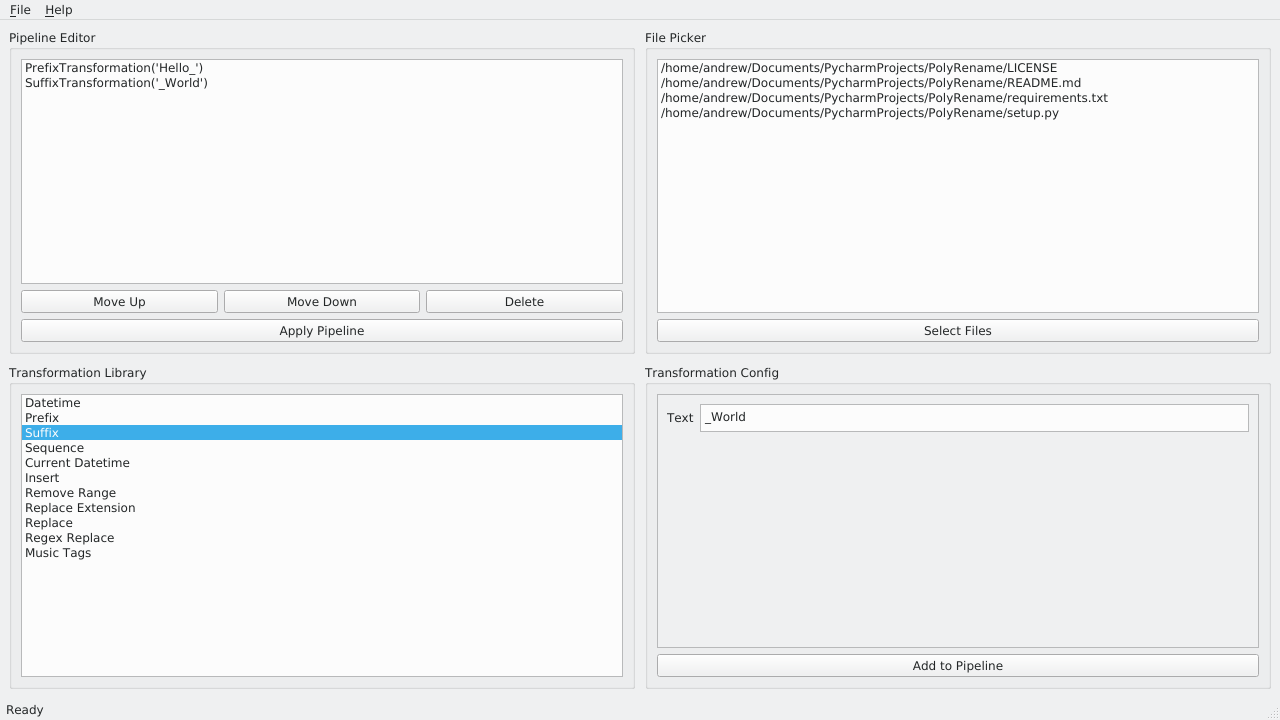 File Help
Pipeline Editor
PrefixTransformation('Hello_')
SuffixTransformation('_World')
Move Up Move Down Delete
Apply Pipeline
File Picker
/home/andrew/Documents/PycharmProjects/PolyRename/LICENSE
/home/andrew/Documents/PycharmProjects/PolyRename/README.md
/home/andrew/Documents/PycharmProjects/PolyRename/requirements.txt
/home/andrew/Documents/PycharmProjects/PolyRename/setup.py
Select Files
Transformation Library
Datetime
Prefix
Suffix
Sequence
Current Datetime
Insert
Remove Range
Replace Extension
Replace
Regex Replace
Music Tags
Transformation Config
Text _World
Add to Pipeline
Ready